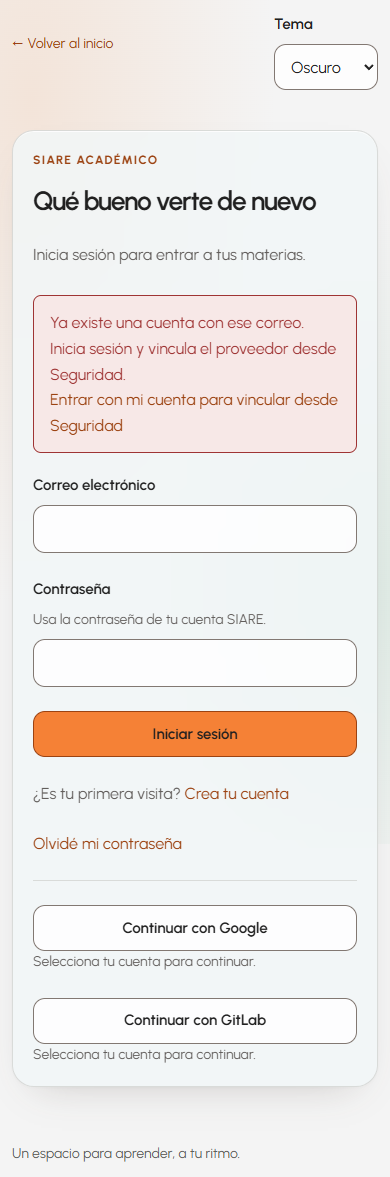 Tema
← Volver al inicio
Oscuro
SIARE ACADÉMICO
Qué bueno verte de nuevo
Inicia sesión para entrar a tus materias.
Ya existe una cuenta con ese correo.
Inicia sesión y vincula el proveedor desde
Seguridad.
Entrar con mi cuenta para vincular desde
Seguridad
Correo electrónico
Contraseña
Usa la contraseña de tu cuenta SIARE.
Iniciar sesión
¿Es tu primera visita? Crea tu cuenta
Olvidé mi contraseña
Continuar con Google
Selecciona tu cuenta para continuar.
Continuar con GitLab
Selecciona tu cuenta para continuar.
Un espacio para aprender, a tu ritmo.